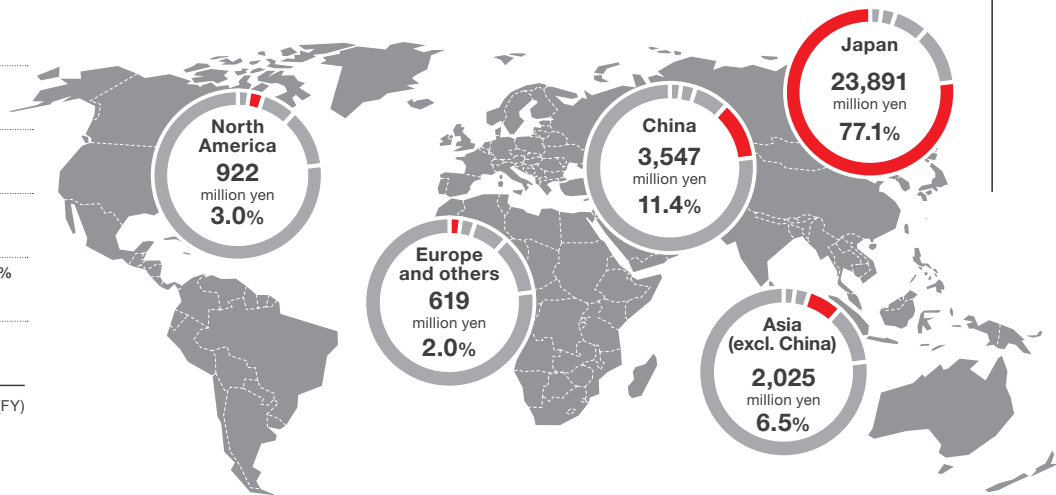 Japan
23,891
million yen
77.1%
North
America
922
million yen
3.0%
China
3,547
million yen
11.4%
Europe
and others
619
million yen
2.0%
Asia
(excl. China)
2,025
million yen
6.5%
%
FY)